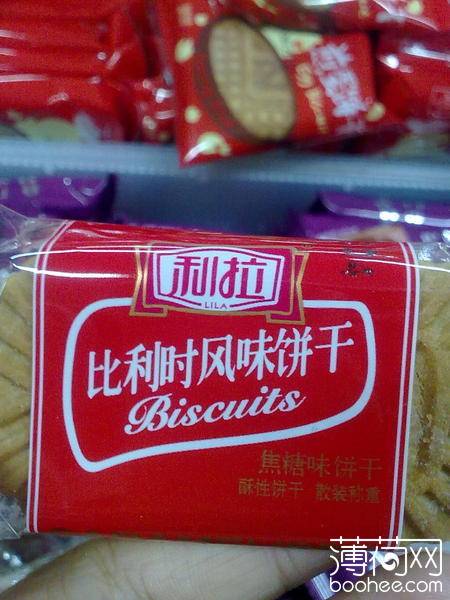 利拉
LILA
比利时风味饼干
Biscuits
焦糖味饼干
酥性饼干 散装称重
薄荷网
boohee.com